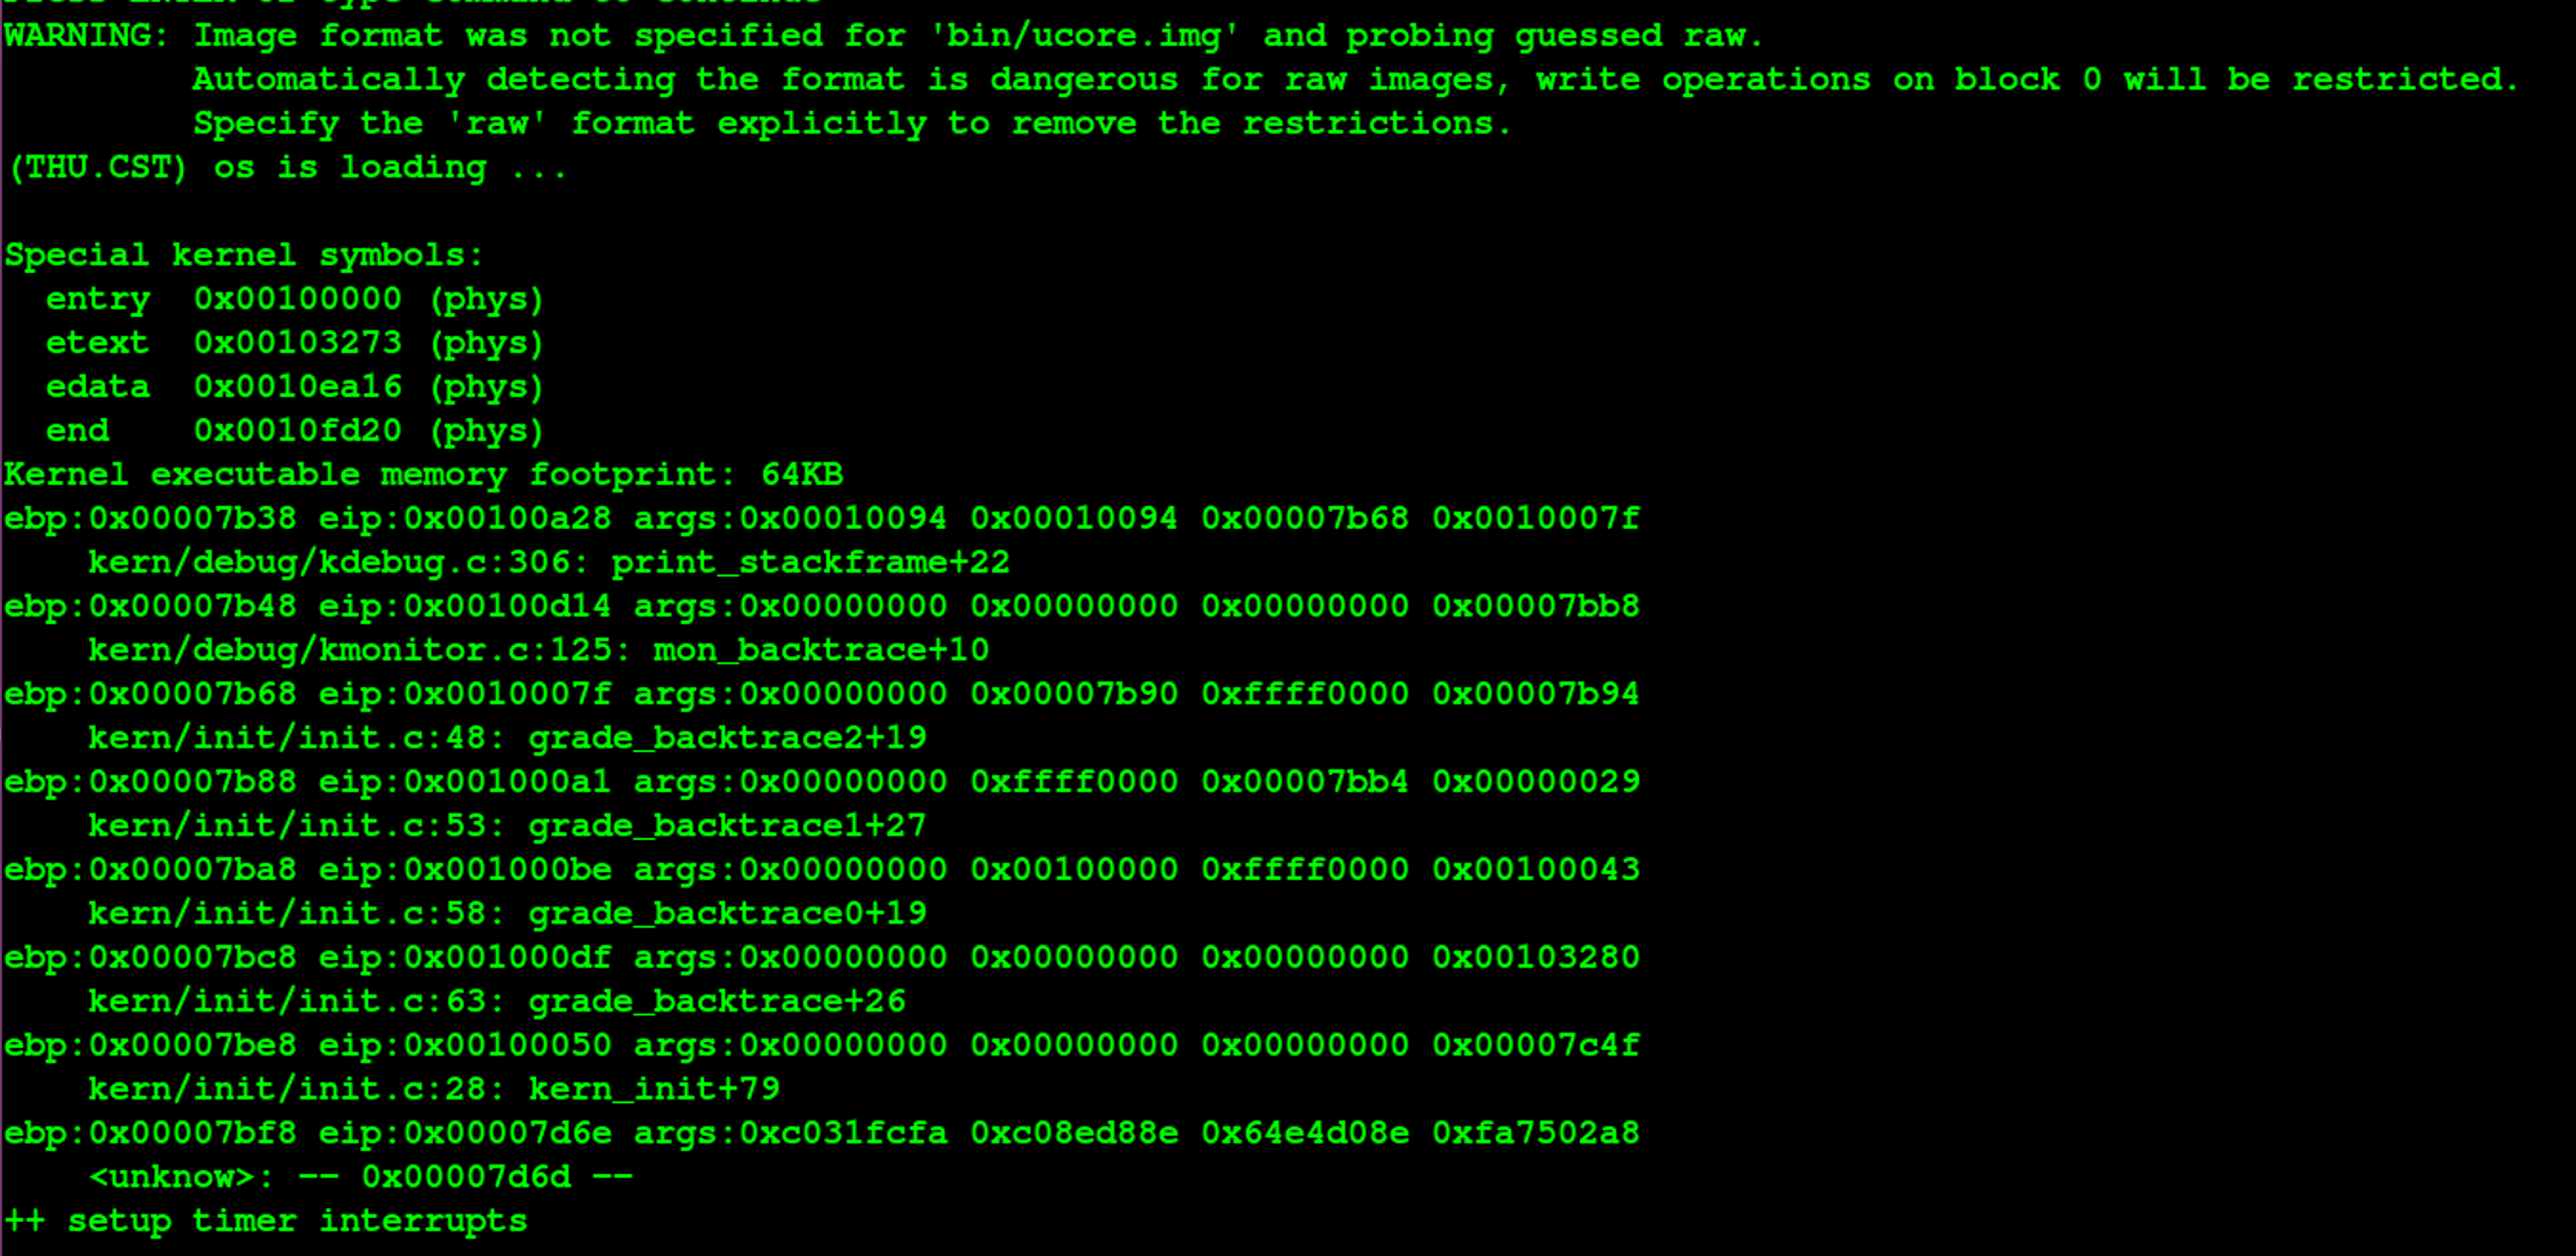 Press ENTER or type command to continue
WARNING: Image format was not specified for 'bin/ucore.img' and probing guessed raw.
         Automatically detecting the format is dangerous for raw images, write operations on block 0 will be restricted.
         Specify the 'raw' format explicitly to remove the restrictions.
(THU.CST) os is loading ...

Special kernel symbols:
  entry  0x00100000 (phys)
  etext  0x00103273 (phys)
  edata  0x0010ea16 (phys)
  end    0x0010fd20 (phys)
Kernel executable memory footprint: 64KB
ebp:0x00007b38 eip:0x00100a28 args:0x00010094 0x00010094 0x00007b68 0x0010007f
    kern/debug/kdebug.c:306: print_stackframe+22
ebp:0x00007b48 eip:0x00100d14 args:0x00000000 0x00000000 0x00000000 0x00007bb8
    kern/debug/kmonitor.c:125: mon_backtrace+10
ebp:0x00007b68 eip:0x0010007f args:0x00000000 0x00007b90 0xffff0000 0x00007b94
    kern/init/init.c:48: grade_backtrace2+19
ebp:0x00007b88 eip:0x001000a1 args:0x00000000 0xffff0000 0x00007bb4 0x00000029
    kern/init/init.c:53: grade_backtrace1+27
ebp:0x00007ba8 eip:0x001000be args:0x00000000 0x00100000 0xffff0000 0x00100043
    kern/init/init.c:58: grade_backtrace0+19
ebp:0x00007bc8 eip:0x001000df args:0x00000000 0x00000000 0x00000000 0x00103280
    kern/init/init.c:63: grade_backtrace+26
ebp:0x00007be8 eip:0x00100050 args:0x00000000 0x00000000 0x00000000 0x00007c4f
    kern/init/init.c:28: kern_init+79
ebp:0x00007bf8 eip:0x00007d6e args:0xc031fcfa 0xc08ed88e 0x64e4d08e 0xfa7502a8
    <unknow>: -- 0x00007d6d --
++ setup timer interrupts